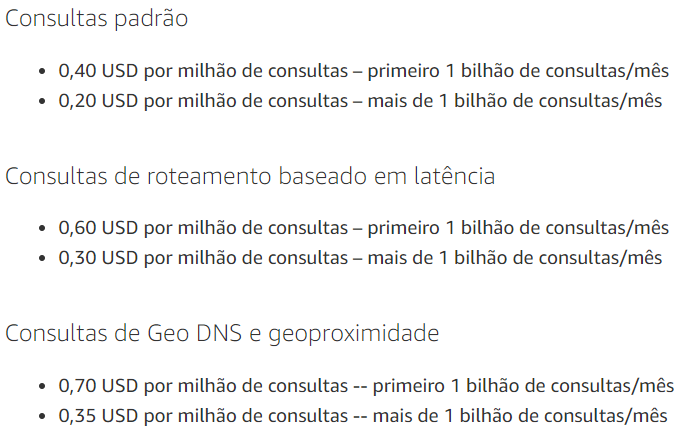 Consultas padrão
• 0,40 USD por milhão de consultas – primeiro 1 bilhão de consultas/mês
• 0,20 USD por milhão de consultas – mais de 1 bilhão de consultas/mês
Consultas de roteamento baseado em latência
• 0,60 USD por milhão de consultas – primeiro 1 bilhão de consultas/mês
• 0,30 USD por milhão de consultas – mais de 1 bilhão de consultas/mês
Consultas de Geo DNS e geoproximidade
• 0,70 USD por milhão de consultas -- primeiro 1 bilhão de consultas/mês
• 0,35 USD por milhão de consultas -- mais de 1 bilhão de consultas/mês